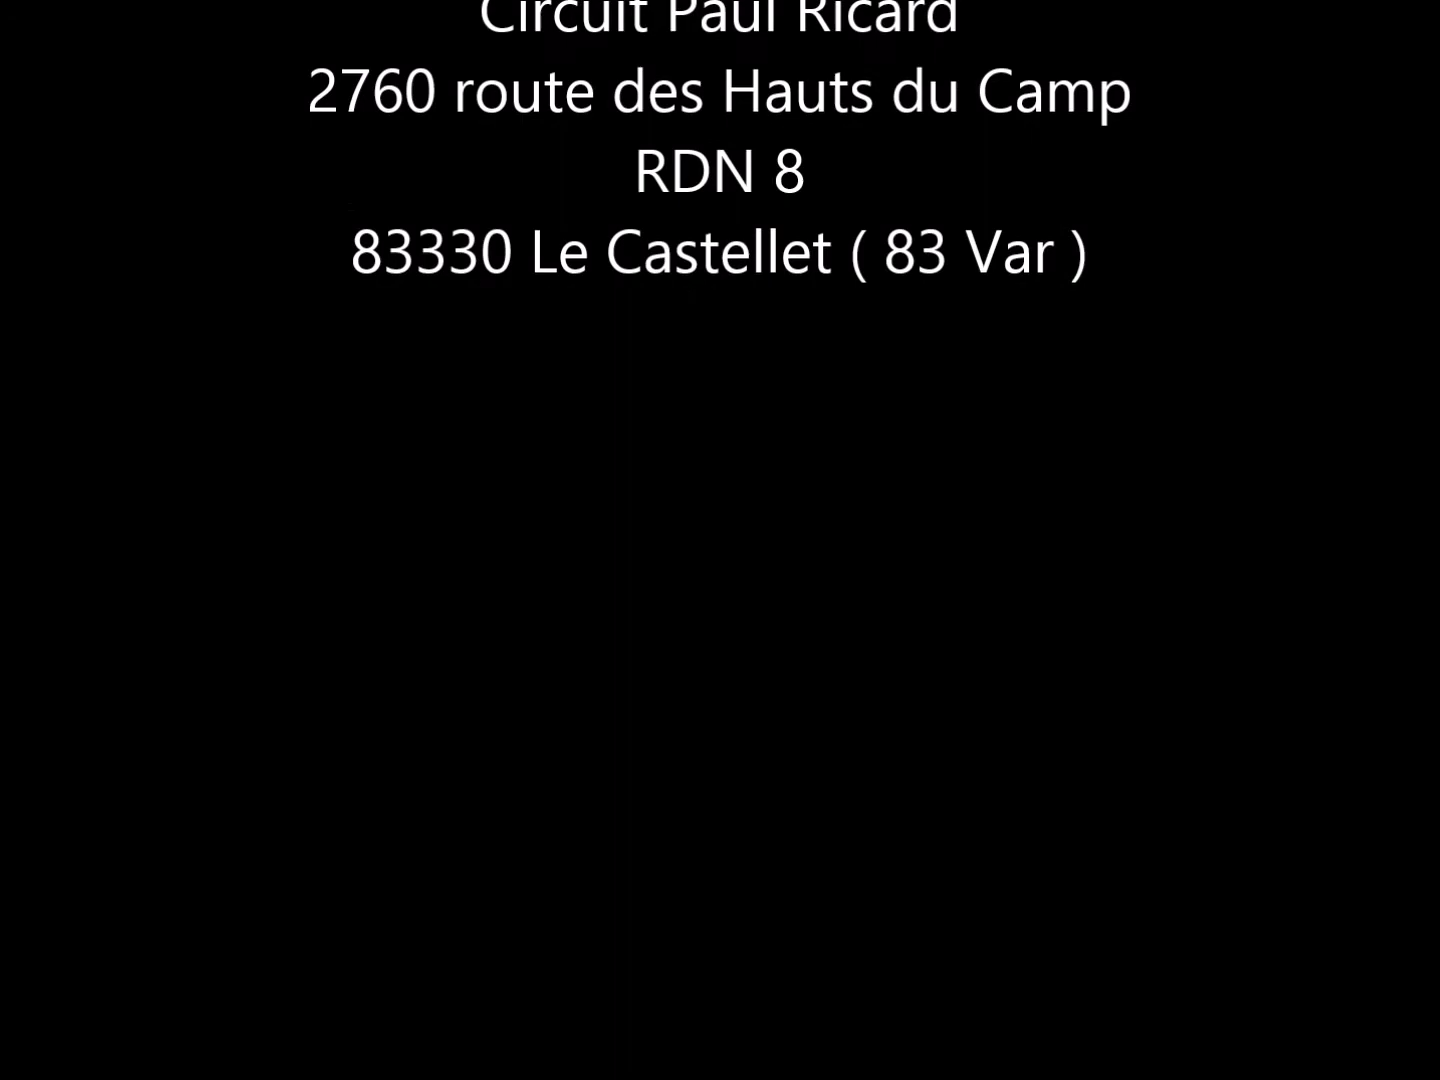 Circuit Paul Ricard
2760 route des Hauts du Camp
RDN 8
83330 Le Castellet ( 83 Var )